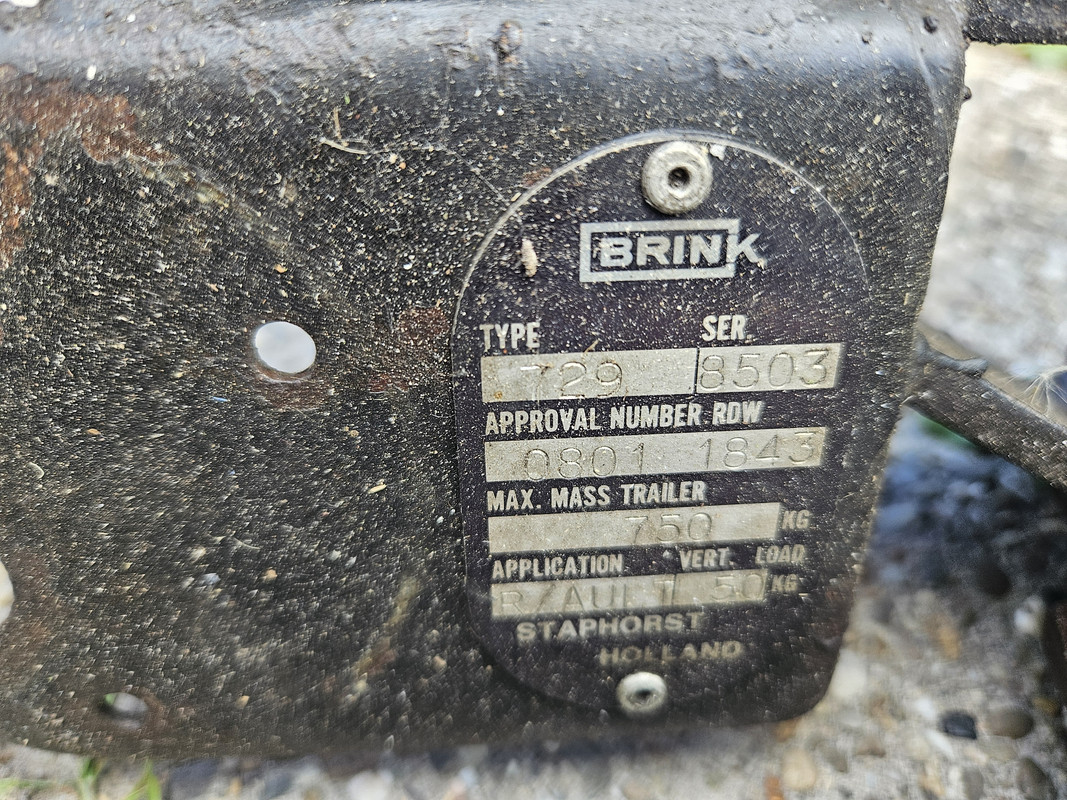 BRINK
TYPE SER.
729 8503
APPROVAL NUMBER RDW
0801 1843
MAX. MASS TRAILER
750 KG
APPLICATION VERT. LOAD
R/AULT 50 KG
STAPHORST
HOLLAND